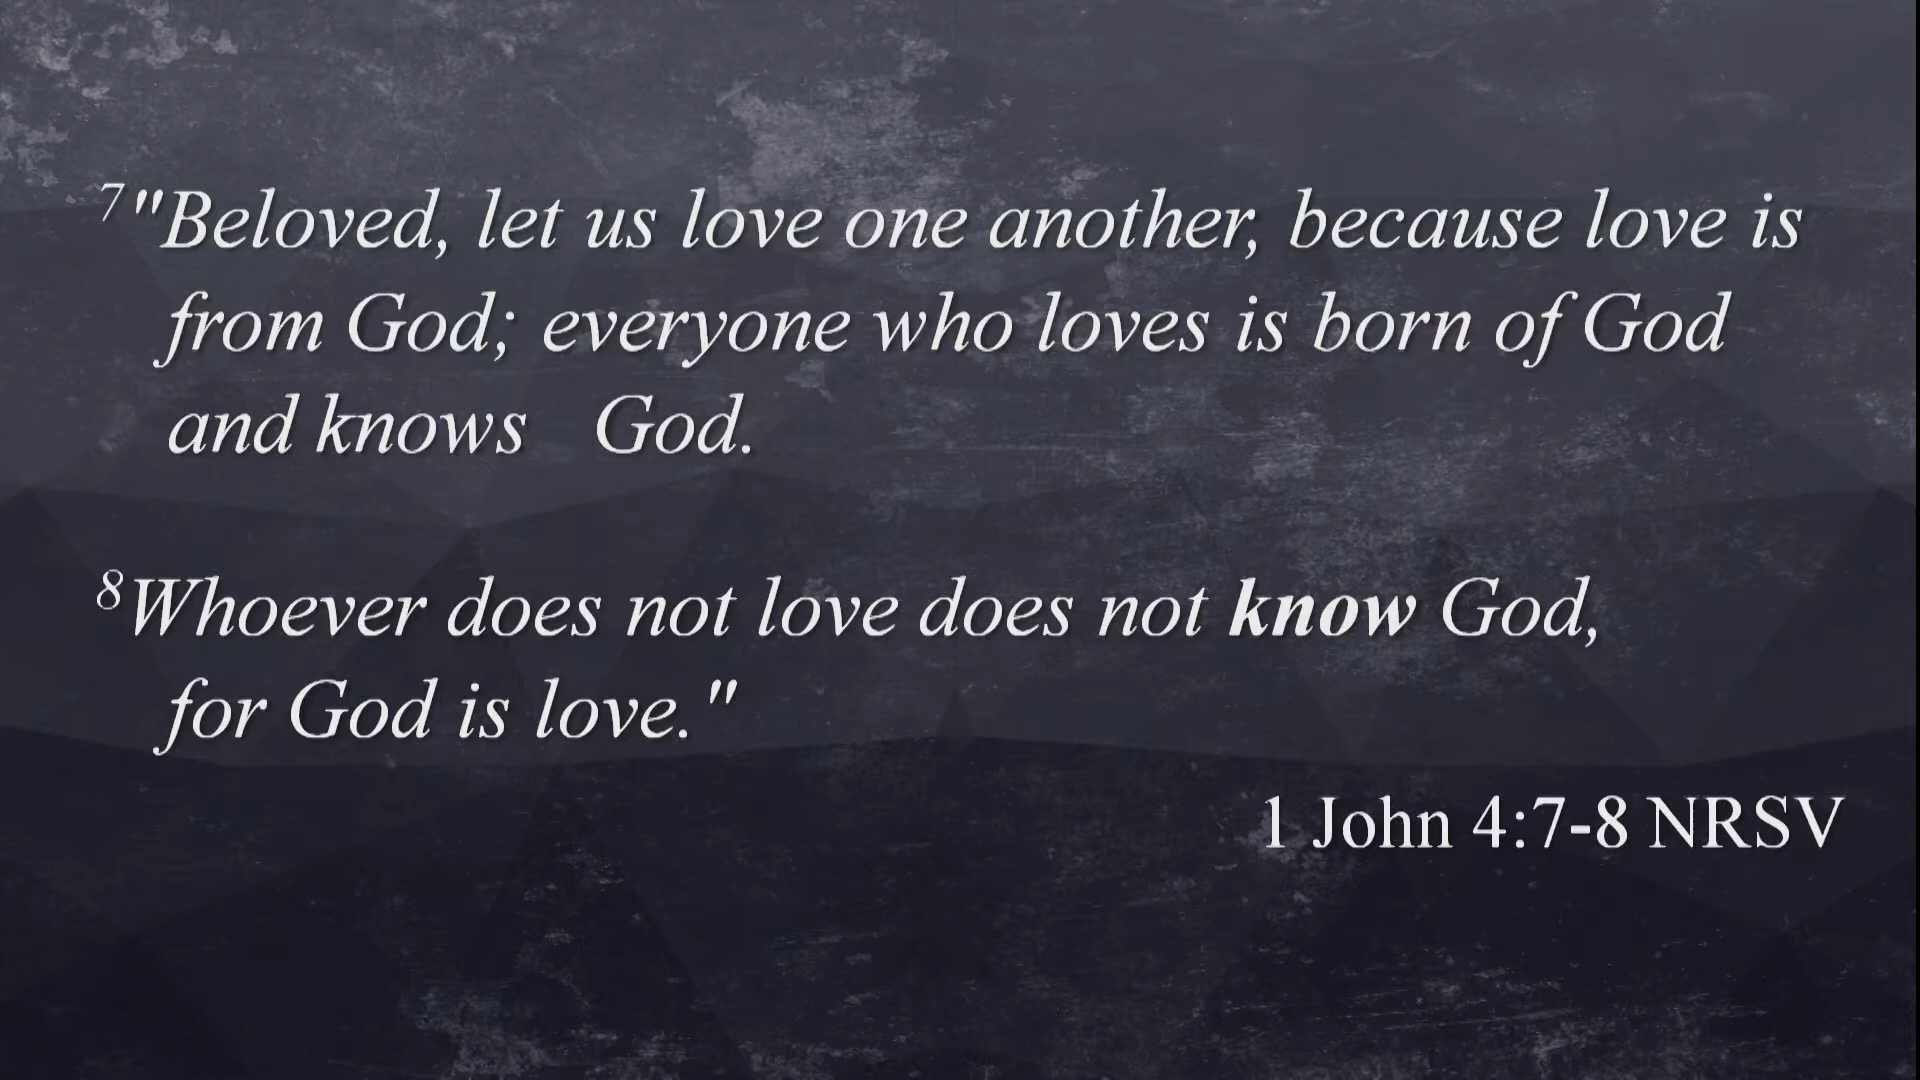 7"Beloved, let us love one another, because love is
from God; everyone who loves is born of God
and knows God.
8Whoever does not love does not know God,
for God is love."
1 John 4:7-8 NRSV